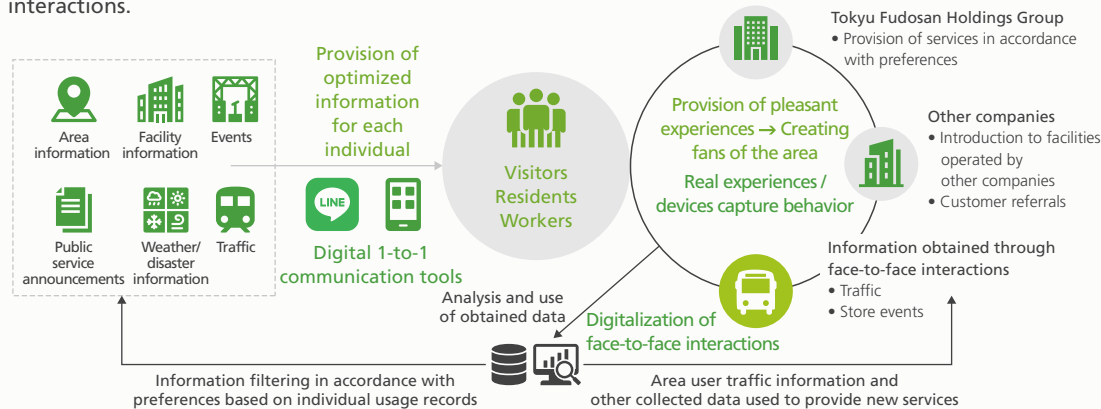 interactions.
Area
information
Facility
information
Events
Public
service
announcements
Weather/
disaster
information
Traffic
Provision of
optimized
information
for each
individual
LINE
Digital 1-to-1
communication tools
Visitors
Residents
Workers
Provision of pleasant
experiences → Creating
fans of the area
Real experiences /
devices capture behavior
Tokyu Fudosan Holdings Group
• Provision of services in accordance
with preferences
Other companies
• Introduction to facilities
operated by
other companies
• Customer referrals
Information obtained through
face-to-face interactions
• Traffic
• Store events
Analysis and use
of obtained data
Digitalization of
face-to-face interactions
Information filtering in accordance with
preferences based on individual usage records
Area user traffic information and
other collected data used to provide new services